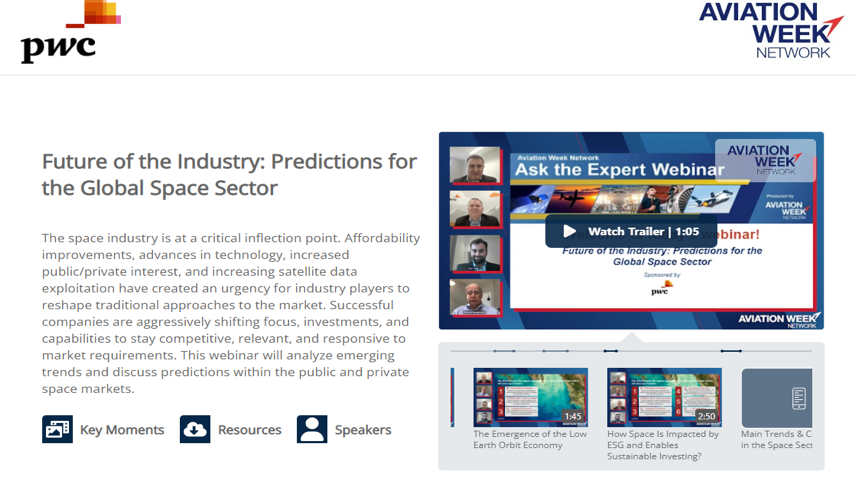 pwc
AVIATION
WEEK
NETWORK
Future of the Industry: Predictions for
the Global Space Sector
The space industry is at a critical inflection point. Affordability
improvements, advances in technology, increased
public/private interest, and increasing satellite data
exploitation have created an urgency for industry players to
reshape traditional approaches to the market. Successful
companies are aggressively shifting focus, investments, and
capabilities to stay competitive, relevant, and responsive to
market requirements. This webinar will analyze emerging
trends and discuss predictions within the public and private
space markets.
Key Moments
Resources
Speakers
Aviation Week Network
Ask the Expert Webinar
AVIATION
WEEK
NETWORK
Produced by
AVIATION
WEEK
NETWORK
Watch Trailer | 1:05
webinar!
Future of the Industry: Predictions for the
Global Space Sector
Sponsored by
pwc
AVIATION WEEK
NETWORK
1:45
2:50
The Emergence of the Low
Earth Orbit Economy
How Space Is Impacted by
ESG and Enables
Sustainable Investing?
Main Trends & C
in the Space Sect